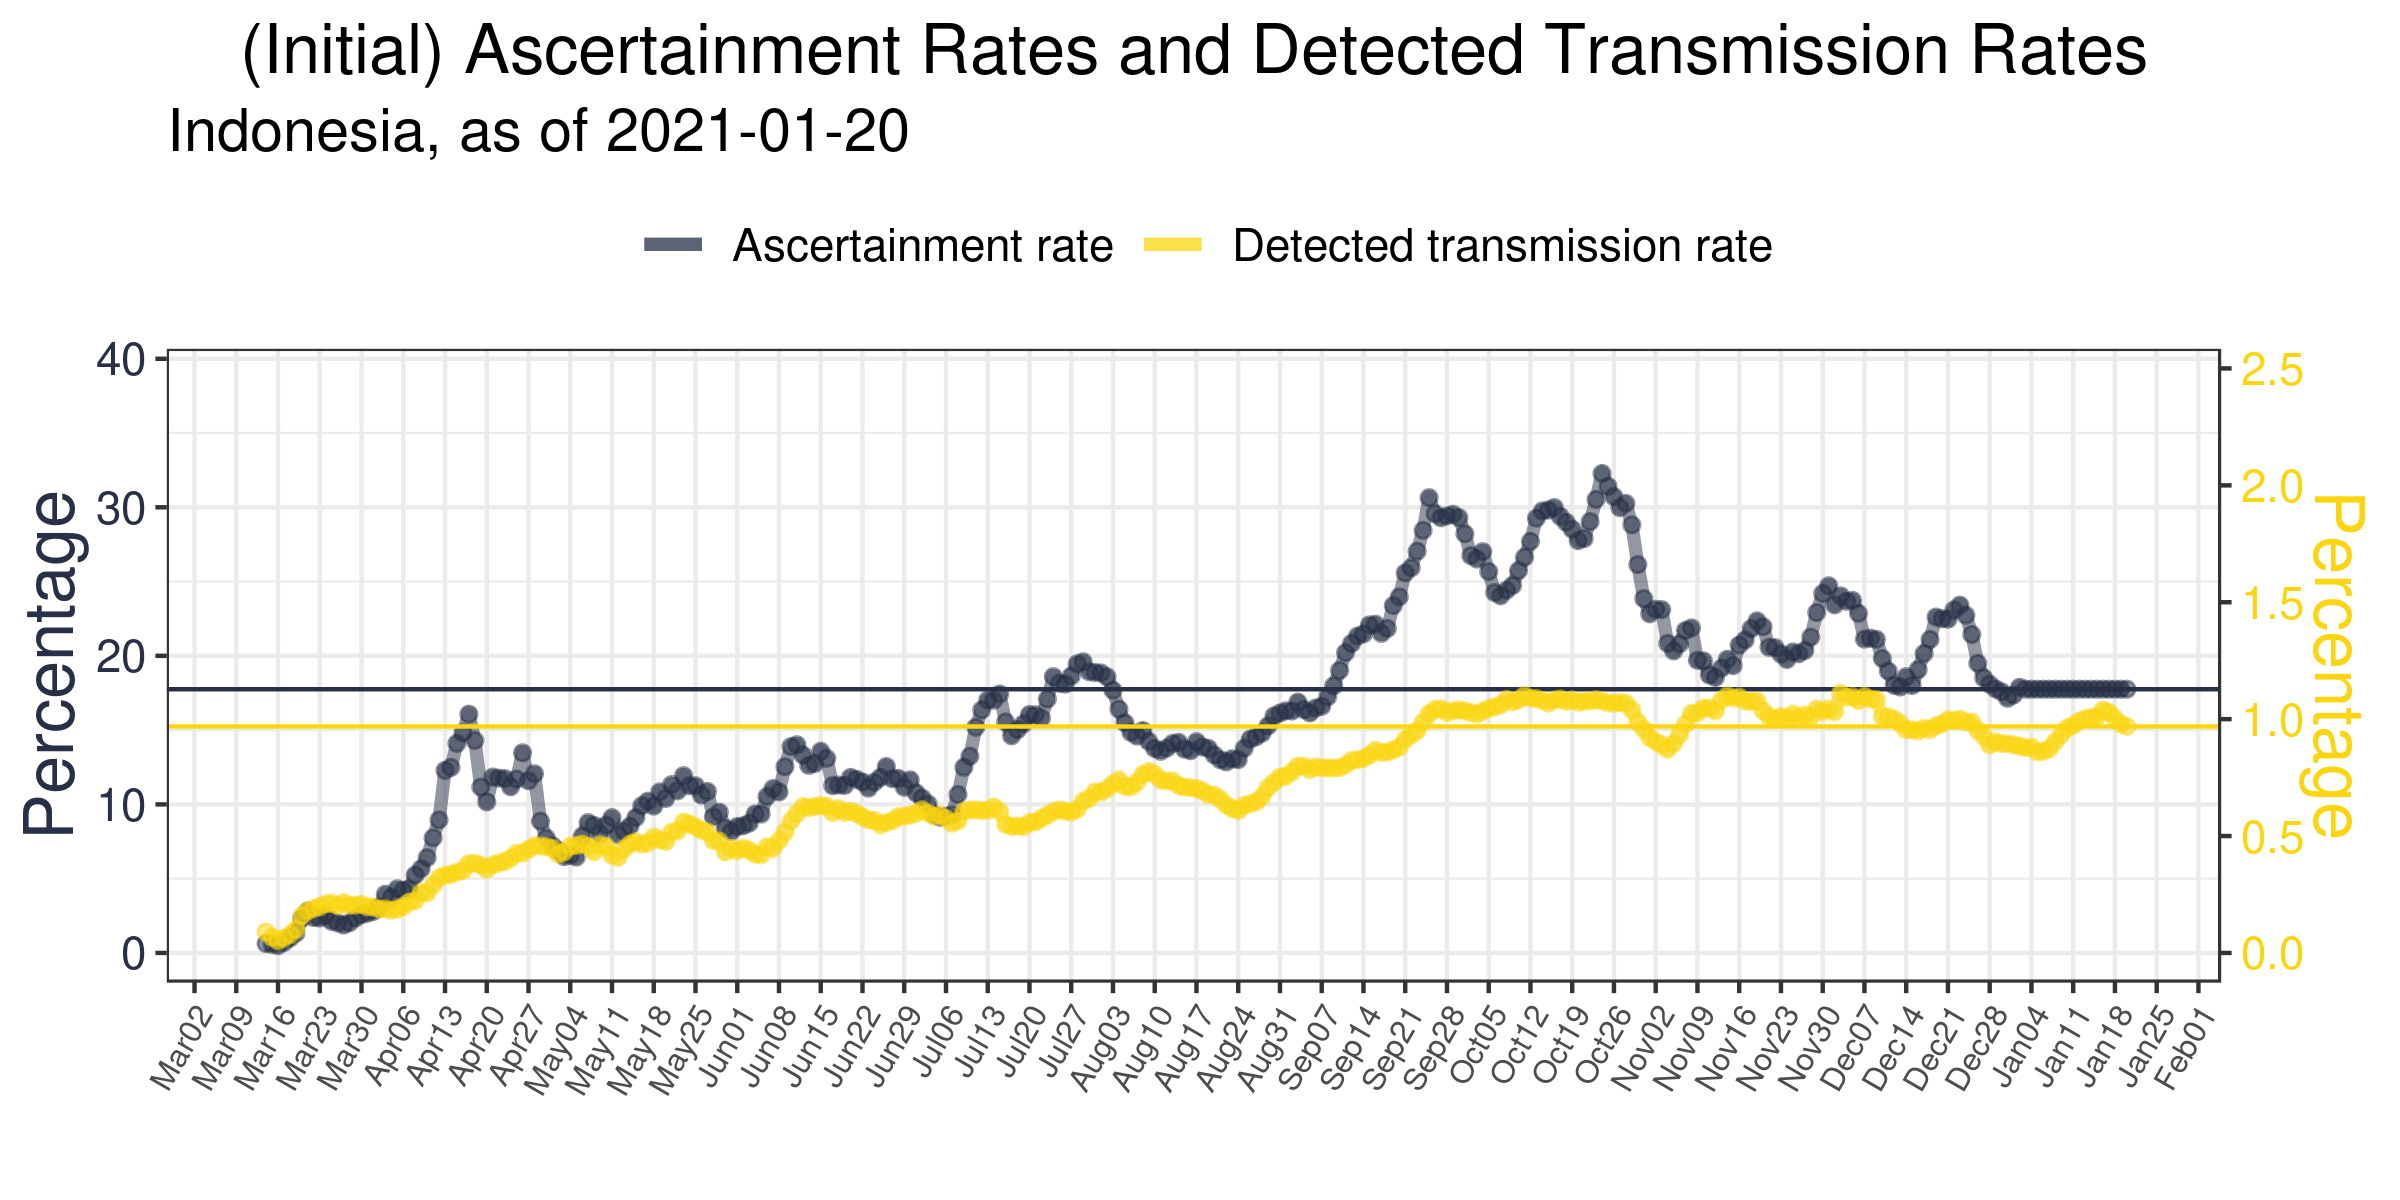 (Initial) Ascertainment Rates and Detected Transmission Rates
Indonesia, as of 2021-01-20
Ascertainment rate
Detected transmission rate
Percentage
40
30
20
10
0
2.5
2.0
1.5
1.0
0.5
0.0
Percentage
Mar02
Mar09
Mar16
Mar23
Mar30
Apr06
Apr13
Apr20
Apr27
May04
May11
May18
May25
Jun01
Jun08
Jun15
Jun22
Jun29
Jul06
Jul13
Jul20
Jul27
Aug03
Aug10
Aug17
Aug24
Aug31
Sep07
Sep14
Sep21
Sep28
Oct05
Oct12
Oct19
Oct26
Nov02
Nov09
Nov16
Nov23
Nov30
Dec07
Dec14
Dec21
Dec28
Jan04
Jan11
Jan18
Jan25
Feb01